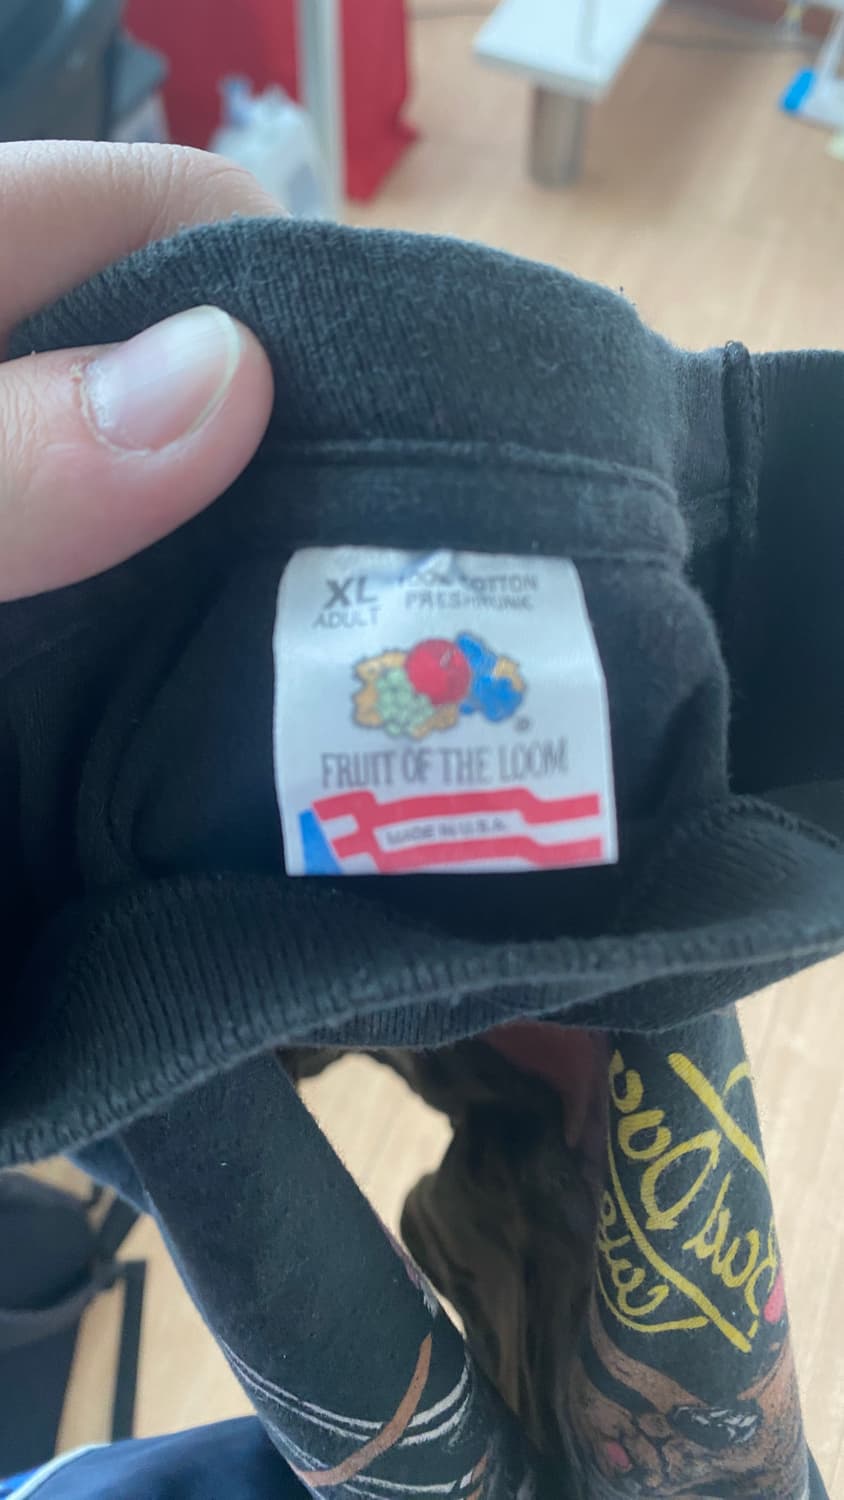 XL 100% COTTON
ADULT PRESHRUNK
FRUIT OF THE LOOM
®
MADE IN U.S.A.